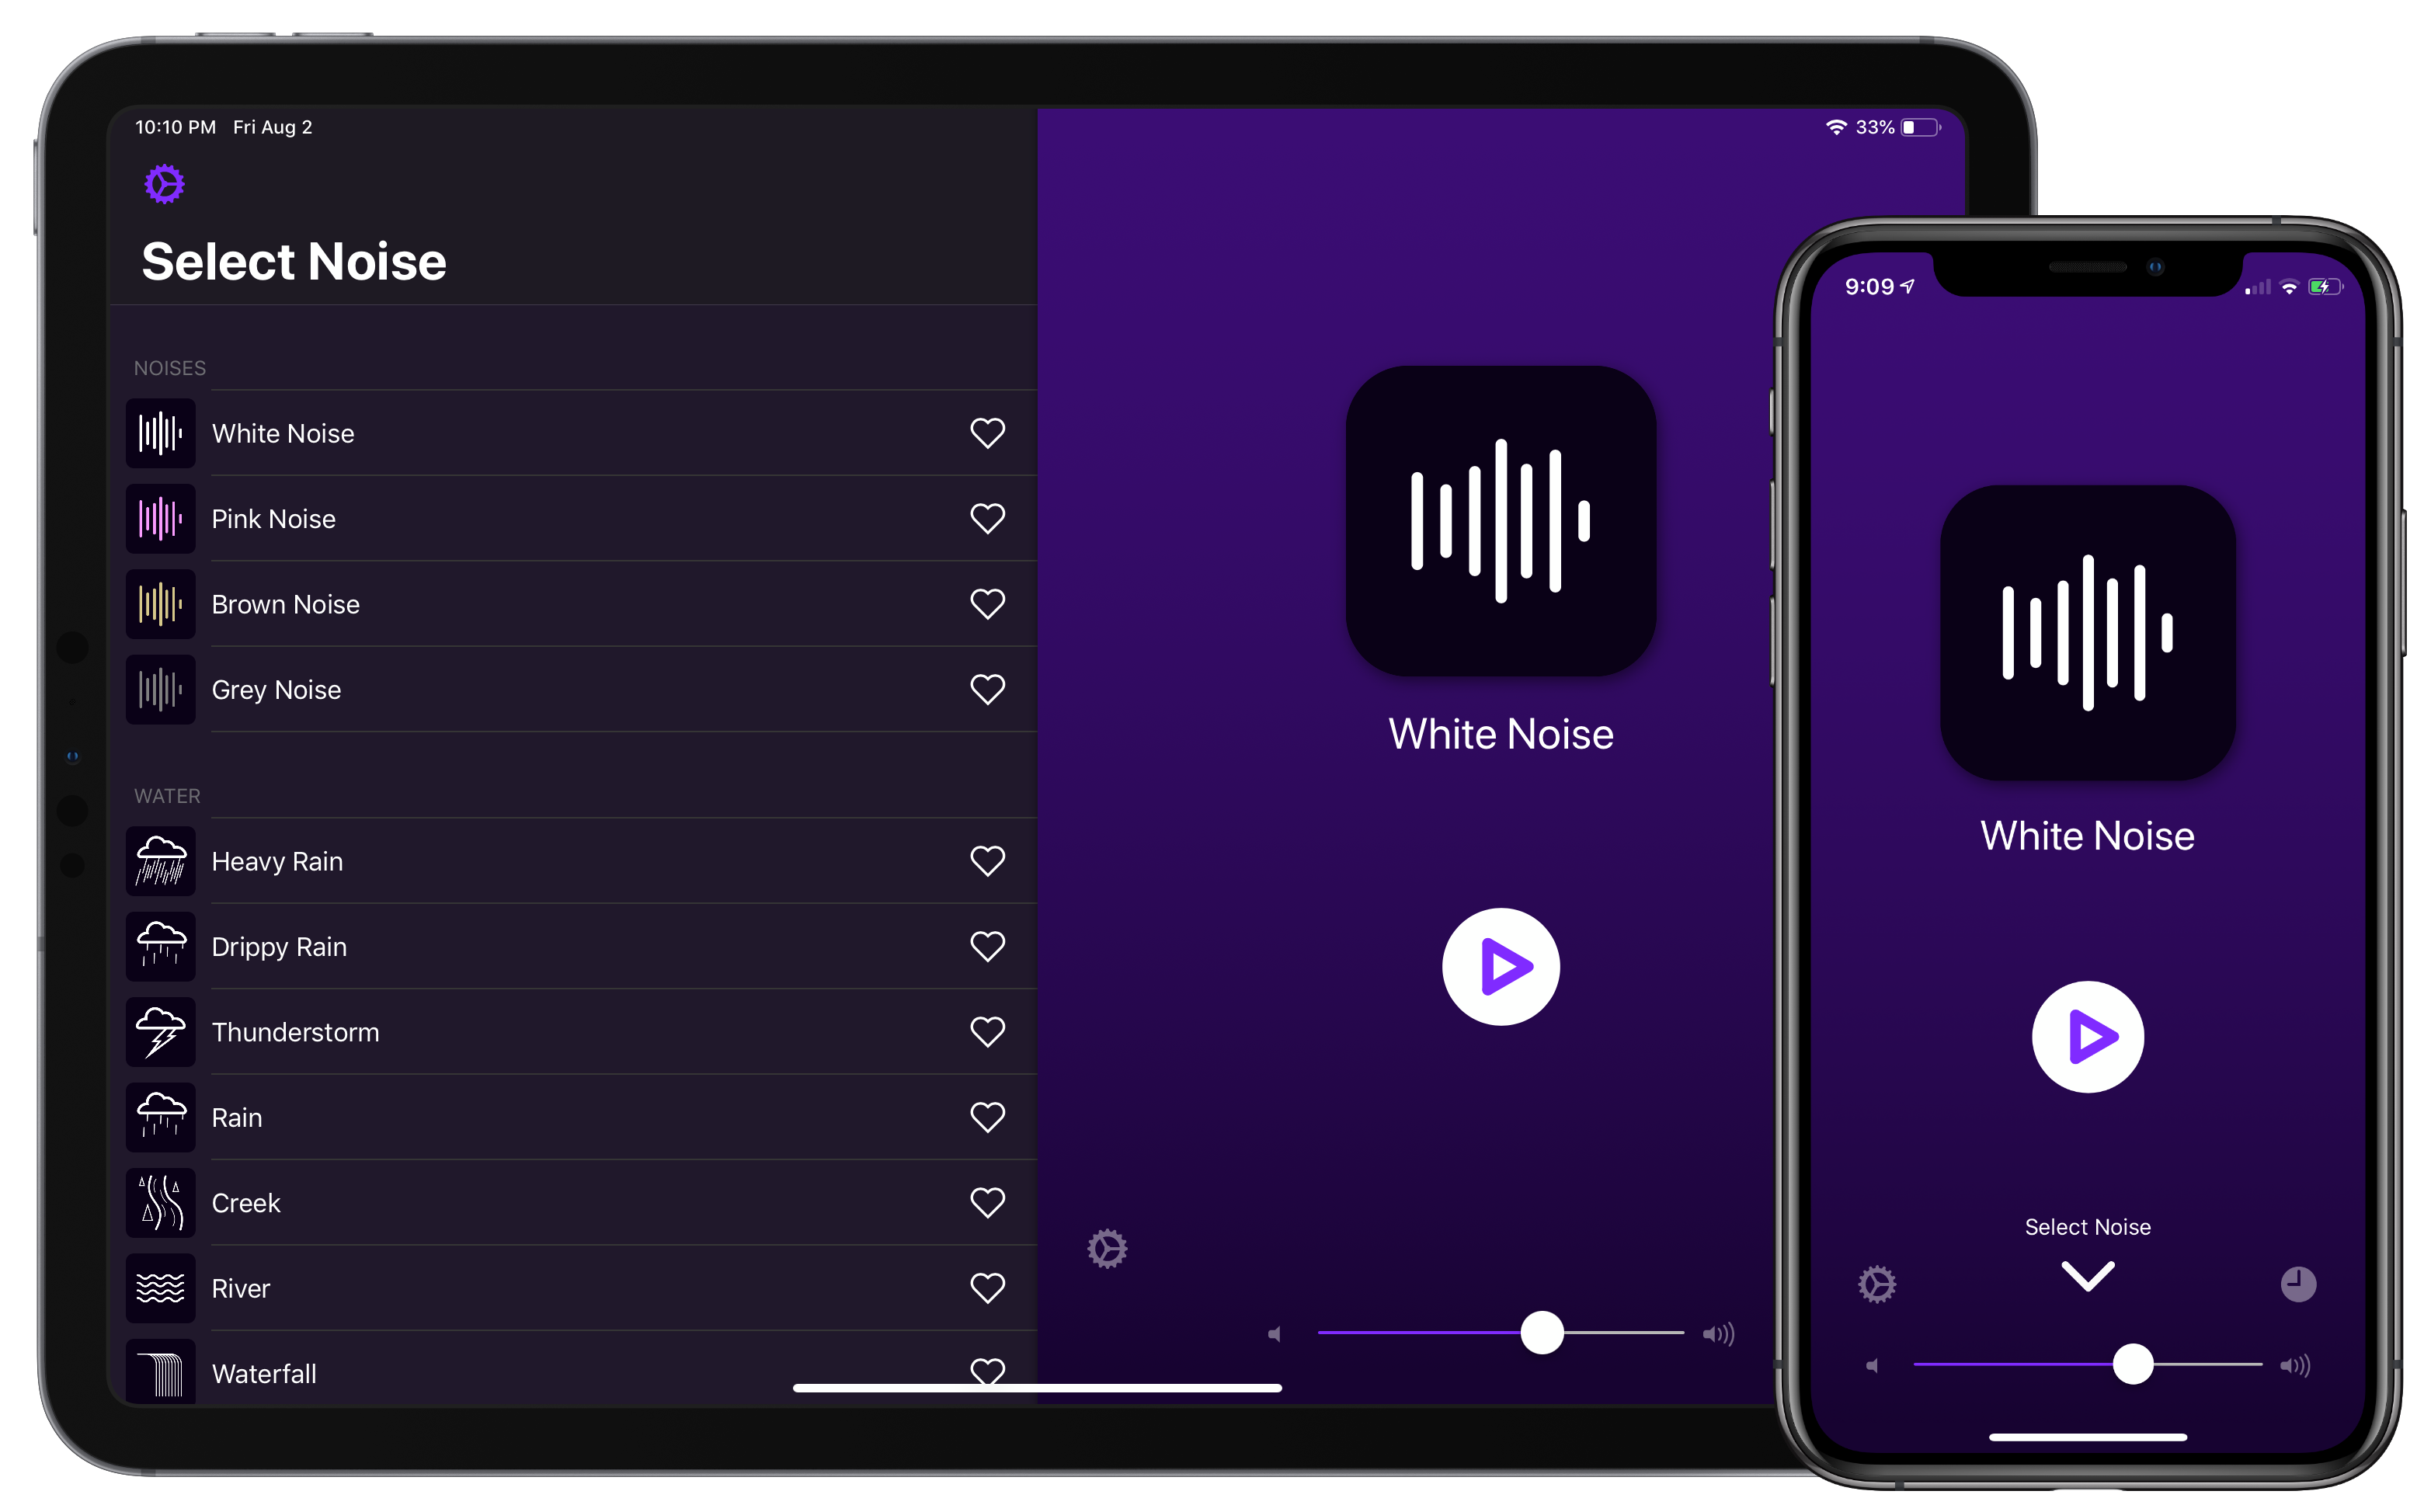 10:10 PM Fri Aug 2
33%
Select Noise
NOISES
White Noise
Pink Noise
Brown Noise
Grey Noise
WATER
Heavy Rain
Drippy Rain
Thunderstorm
Rain
Creek
River
Waterfall
White Noise
9:09
White Noise
Select Noise